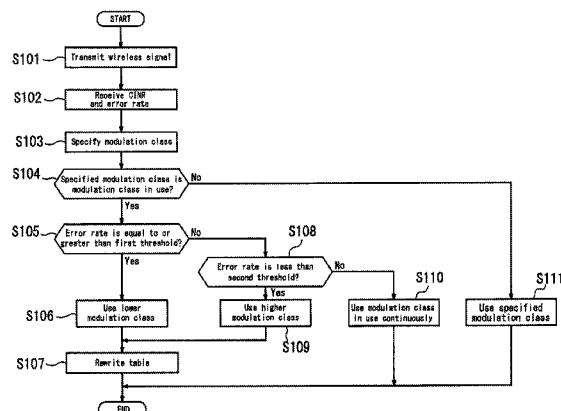 START
S101
Transmit wireless signal
S102
Receive CINR
and error rate
S103
Specify modulation class
S104
Specified modulation class is
modulation class in use?
No
Yes
S105
Error rate is equal to or
greater than first threshold?
No
Yes
S108
Error rate is less than
second threshold?
No
Yes
S106
Use lower
modulation class
Use higher
modulation class
S109
S110
Use modulation class
in use continuously
S111
Use specified
modulation class
S107
Rewrite table
END